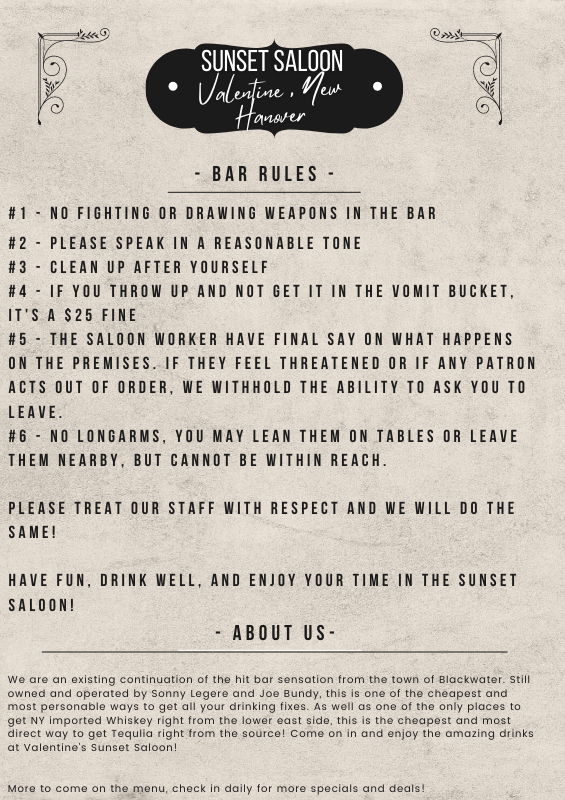 SUNSET SALOON
Valentine, New
Hanover
- BAR RULES -
#1 - NO FIGHTING OR DRAWING WEAPONS IN THE BAR
#2 - PLEASE SPEAK IN A REASONABLE TONE
#3 - CLEAN UP AFTER YOURSELF
#4 - IF YOU THROW UP AND NOT GET IT IN THE VOMIT BUCKET,
IT'S A $25 FINE
#5 - THE SALOON WORKER HAVE FINAL SAY ON WHAT HAPPENS
ON THE PREMISES. IF THEY FEEL THREATENED OR IF ANY PATRON
ACTS OUT OF ORDER, WE WITHHOLD THE ABILITY TO ASK YOU TO
LEAVE.
#6 - NO LONGARMS, YOU MAY LEAN THEM ON TABLES OR LEAVE
THEM NEARBY, BUT CANNOT BE WITHIN REACH.
PLEASE TREAT OUR STAFF WITH RESPECT AND WE WILL DO THE
SAME!
HAVE FUN, DRINK WELL, AND ENJOY YOUR TIME IN THE SUNSET
SALOON!
- ABOUT US-
We are an existing continuation of the hit bar sensation from the town of Blackwater. Still
owned and operated by Sonny Legere and Joe Bundy, this is one of the cheapest and
most personable ways to get all your drinking fixes. As well as one of the only places to
get NY imported Whiskey right from the lower east side, this is the cheapest and most
direct way to get Tequlia right from the source! Come on in and enjoy the amazing drinks
at Valentine's Sunset Saloon!
More to come on the menu, check in daily for more specials and deals!